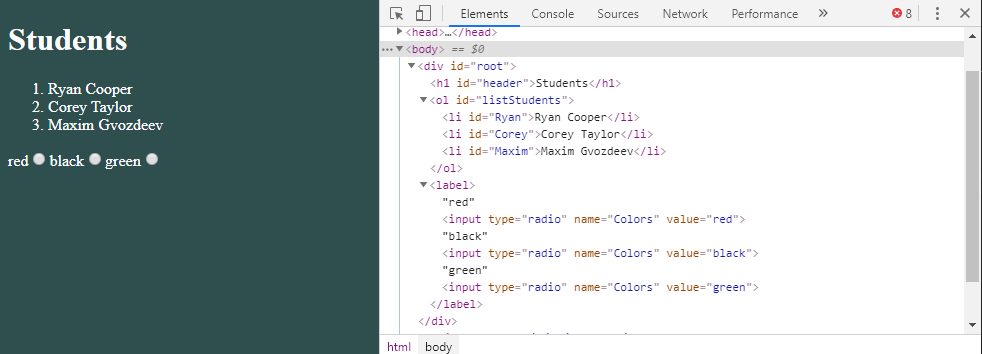 Students
1. Ryan Cooper
2. Corey Taylor
3. Maxim Gvozdeev
red black green
Elements Console Sources Network Performance » 8
<head>…</head>
<body> == $0
<div id="root">
<h1 id="header">Students</h1>
<ol id="listStudents">
<li id="Ryan">Ryan Cooper</li>
<li id="Corey">Corey Taylor</li>
<li id="Maxim">Maxim Gvozdeev</li>
</ol>
<label>
"red"
<input type="radio" name="Colors" value="red">
"black"
<input type="radio" name="Colors" value="black">
"green"
<input type="radio" name="Colors" value="green">
</label>
</div>
html body